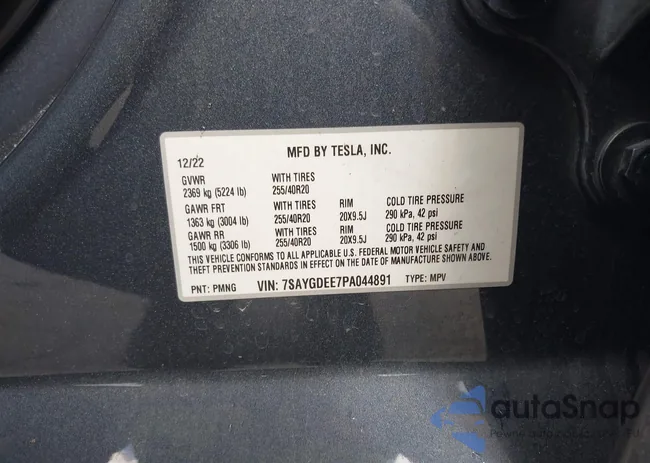 MFD BY TESLA, INC.
12/22
GVWR WITH TIRES
2369 kg (5224 lb) 255/40R20
GAWR FRT WITH TIRES RIM COLD TIRE PRESSURE
1363 kg (3004 lb) 255/40R20 20X9.5J 290 kPa, 42 psi
GAWR RR WITH TIRES RIM COLD TIRE PRESSURE
1500 kg (3306 lb) 255/40R20 20X9.5J 290 kPa, 42 psi
THIS VEHICLE CONFORMS TO ALL APPLICABLE U.S. FEDERAL MOTOR VEHICLE SAFETY AND
THEFT PREVENTION STANDARDS IN EFFECT ON THE DATE OF MANUFACTURE SHOWN ABOVE.
PNT: PMNG VIN: 7SAYGDEE7PA044891 TYPE: MPV
autoSnap